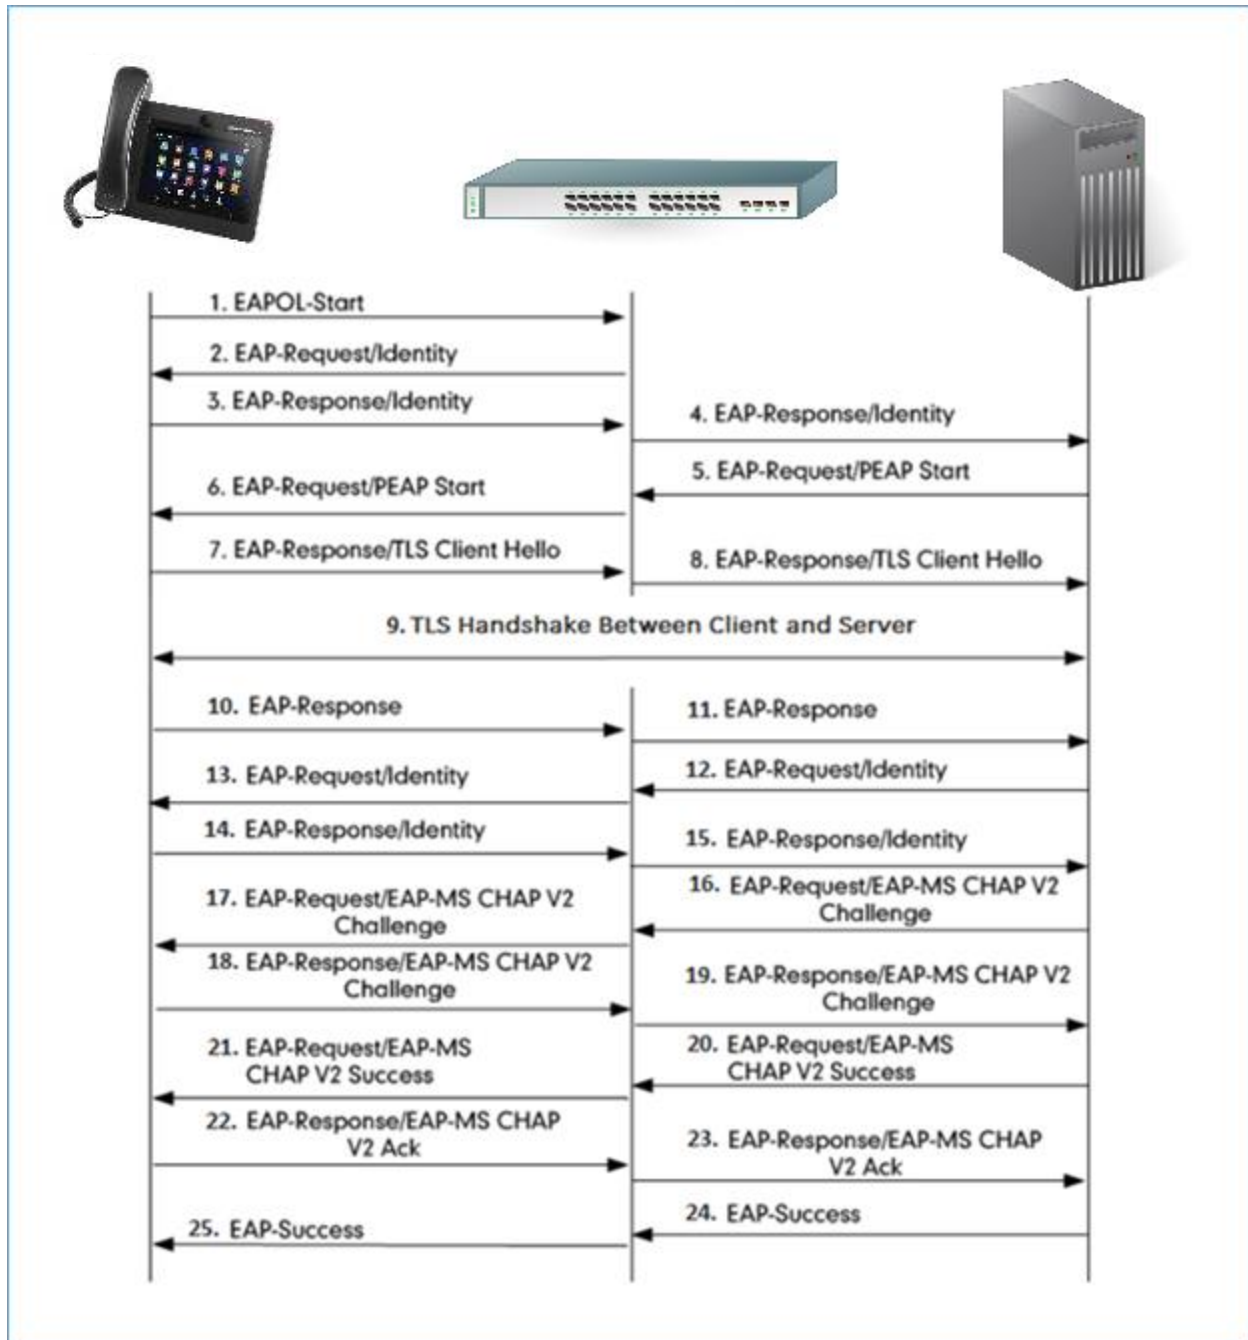 1. EAPOL-Start
2. EAP-Request/Identity
3. EAP-Response/Identity
4. EAP-Response/Identity
5. EAP-Request/PEAP Start
6. EAP-Request/PEAP Start
7. EAP-Response/TLS Client Hello
8. EAP-Response/TLS Client Hello
9. TLS Handshake Between Client and Server
10. EAP-Response
11. EAP-Response
12. EAP-Request/Identity
13. EAP-Request/Identity
14. EAP-Response/Identity
15. EAP-Response/Identity
16. EAP-Request/EAP-MS CHAP V2
Challenge
17. EAP-Request/EAP-MS CHAP V2
Challenge
18. EAP-Response/EAP-MS CHAP V2
Challenge
19. EAP-Response/EAP-MS CHAP V2
Challenge
20. EAP-Request/EAP-MS
CHAP V2 Success
21. EAP-Request/EAP-MS
CHAP V2 Success
22. EAP-Response/EAP-MS CHAP
V2 Ack
23. EAP-Response/EAP-MS CHAP
V2 Ack
24. EAP-Success
25. EAP-Success